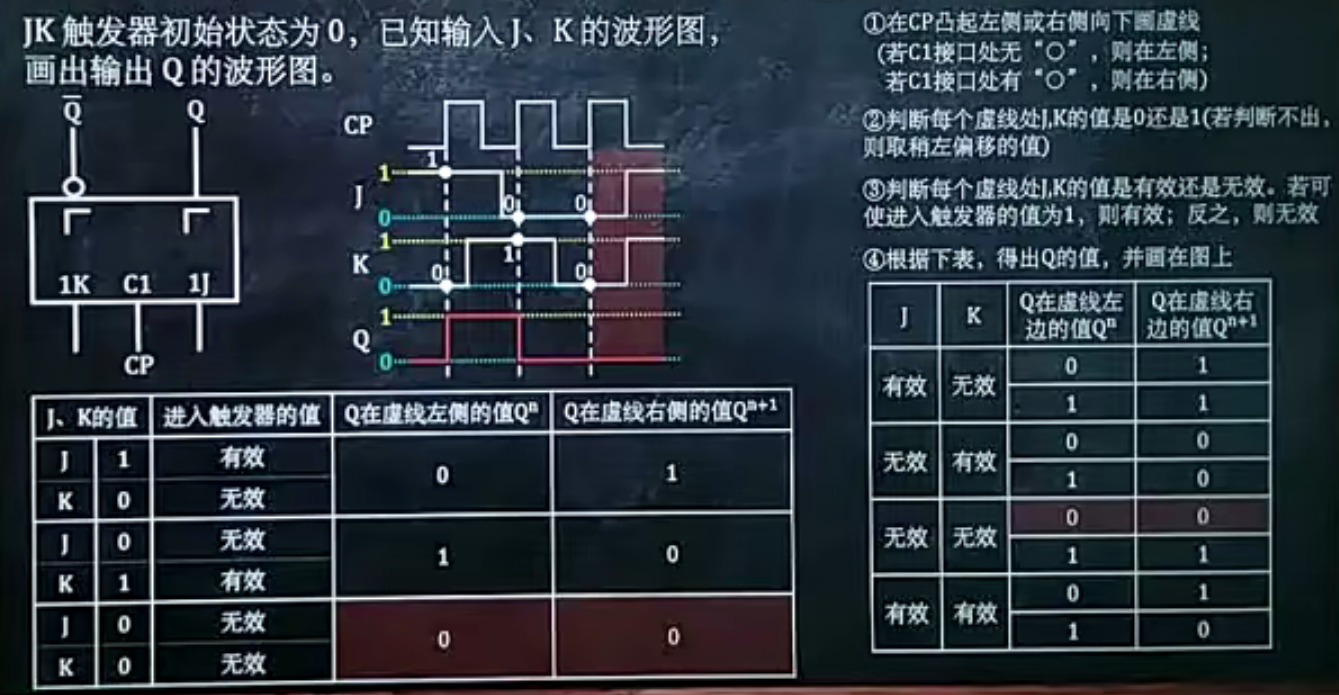 JK 触发器初始状态为 0，已知输入 J、K 的波形图，
画出输出 Q 的波形图。
Q̅ Q
1K C1 1J
CP
CP
J
1
0
1 0 0
K
1
0
0 1 0
Q
1
0
①在CP凸起左侧或右侧向下画虚线
(若C1接口处无“○”，则在左侧；
若C1接口处有“○”，则在右侧)
②判断每个虚线处J,K的值是0还是1(若判断不出，
则取稍左偏移的值)
③判断每个虚线处J,K的值是有效还是无效。若可
使进入触发器的值为1，则有效；反之，则无效
④根据下表，得出Q的值，并画在图上
J K Q在虚线左边的值Qⁿ Q在虚线右边的值Qⁿ⁺¹
有效 无效 0 1
1 1
无效 有效 0 0
1 0
无效 无效 0 0
1 1
有效 有效 0 1
1 0
J、K的值 进入触发器的值 Q在虚线左侧的值Qⁿ Q在虚线右侧的值Qⁿ⁺¹
J 1 有效 0 1
K 0 无效
J 0 无效 1 0
K 1 有效
J 0 无效 0 0
K 0 无效